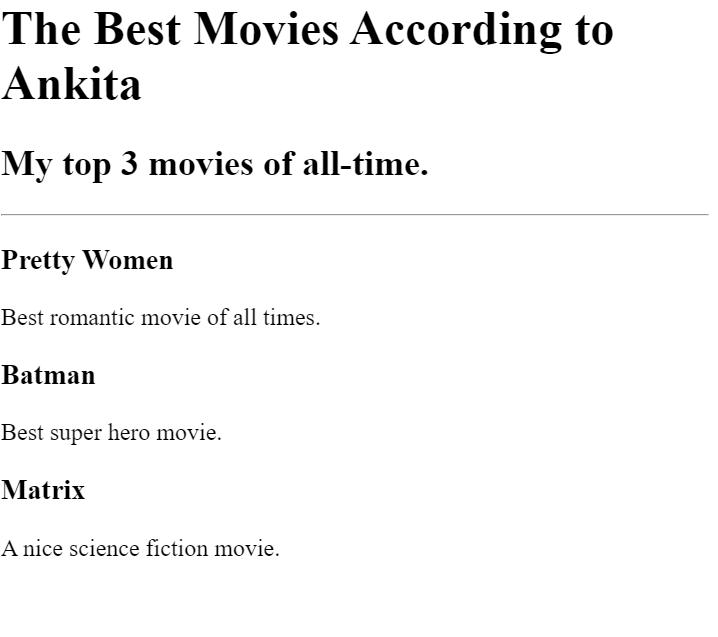 The Best Movies According to
Ankita
My top 3 movies of all-time.
Pretty Women
Best romantic movie of all times.
Batman
Best super hero movie.
Matrix
A nice science fiction movie.